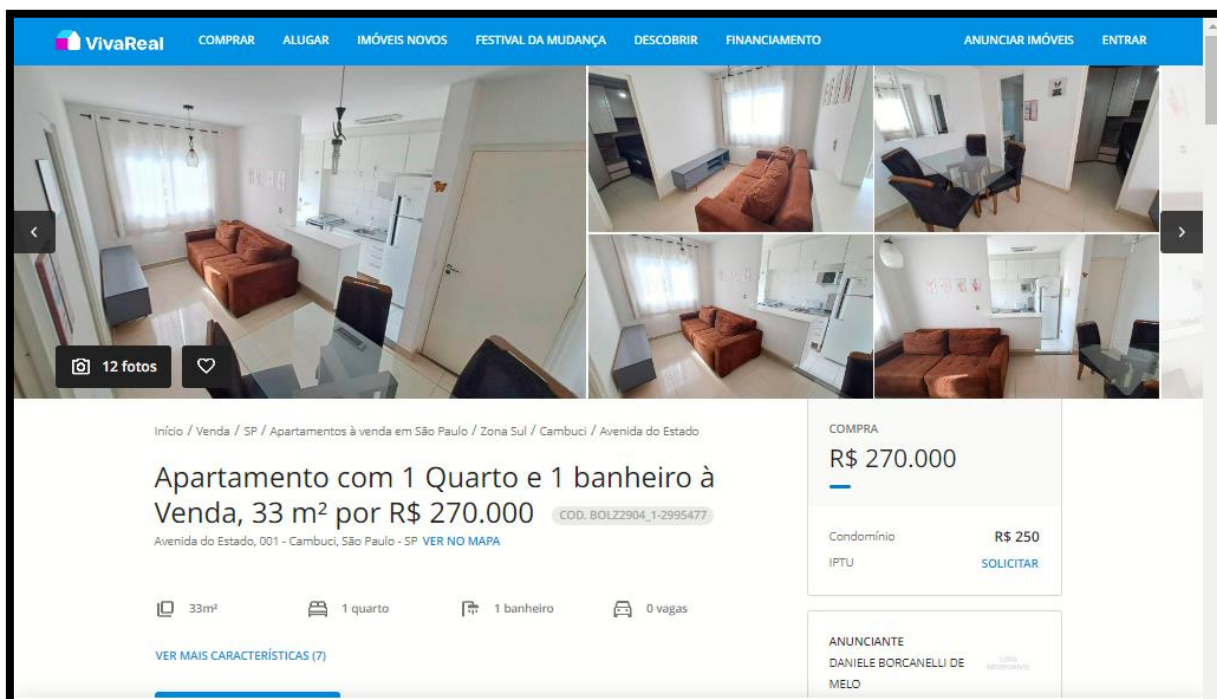 VivaReal
COMPRAR
ALUGAR
IMÓVEIS NOVOS
FESTIVAL DA MUDANÇA
DESCOBRIR
FINANCIAMENTO
ANUNCIAR IMÓVEIS
ENTRAR
12 fotos
Início / Venda / SP / Apartamentos à venda em São Paulo / Zona Sul / Cambuci / Avenida do Estado
Apartamento com 1 Quarto e 1 banheiro à
Venda, 33 m² por R$ 270.000 COD. BOLZ2904_1-2995477
Avenida do Estado, 001 - Cambuci, São Paulo - SP VER NO MAPA
33m²
1 quarto
1 banheiro
0 vagas
VER MAIS CARACTERÍSTICAS (7)
COMPRA
R$ 270.000
Condomínio R$ 250
IPTU SOLICITAR
ANUNCIANTE
DANIELE BORCANELLI DE
MELO